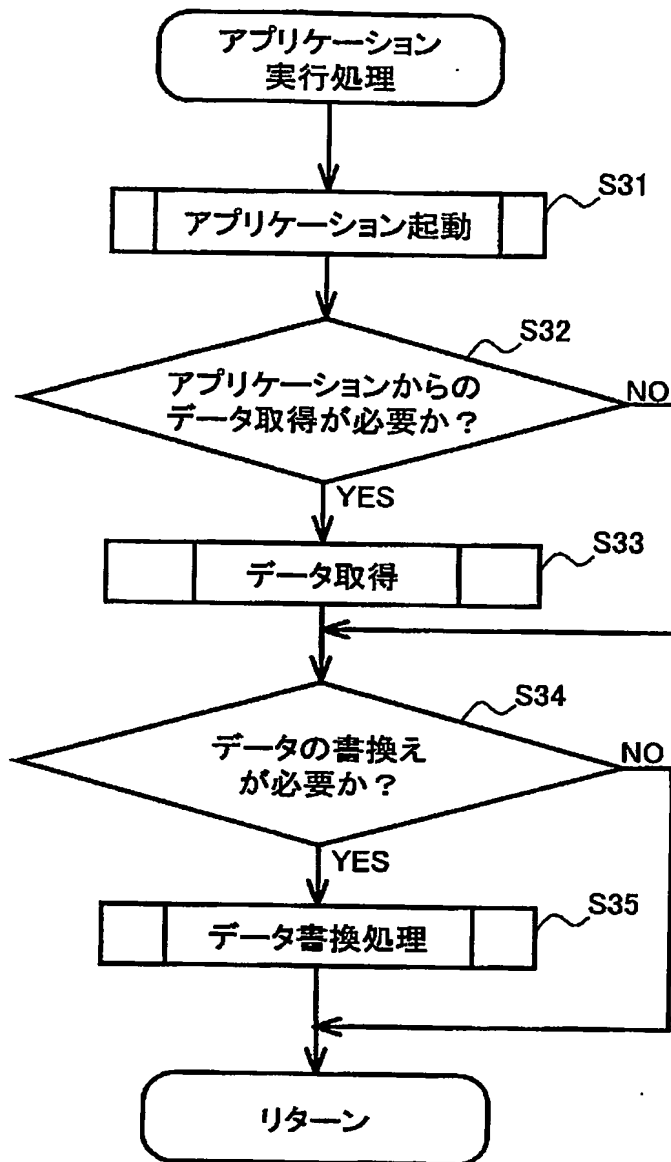 アプリケーション
実行処理
S31
アプリケーション起動
S32
アプリケーションからの
データ取得が必要か？
NO
YES
S33
データ取得
S34
データの書換え
が必要か？
NO
YES
S35
データ書換処理
リターン